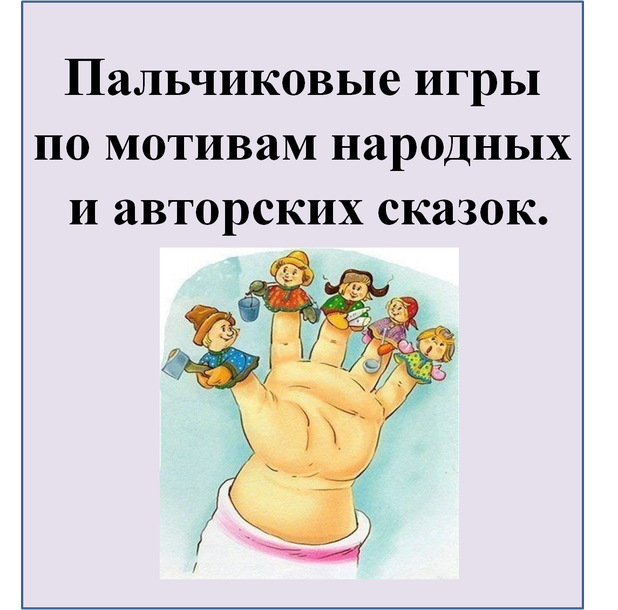 Пальчиковые игры
по мотивам народных
и авторских сказок.